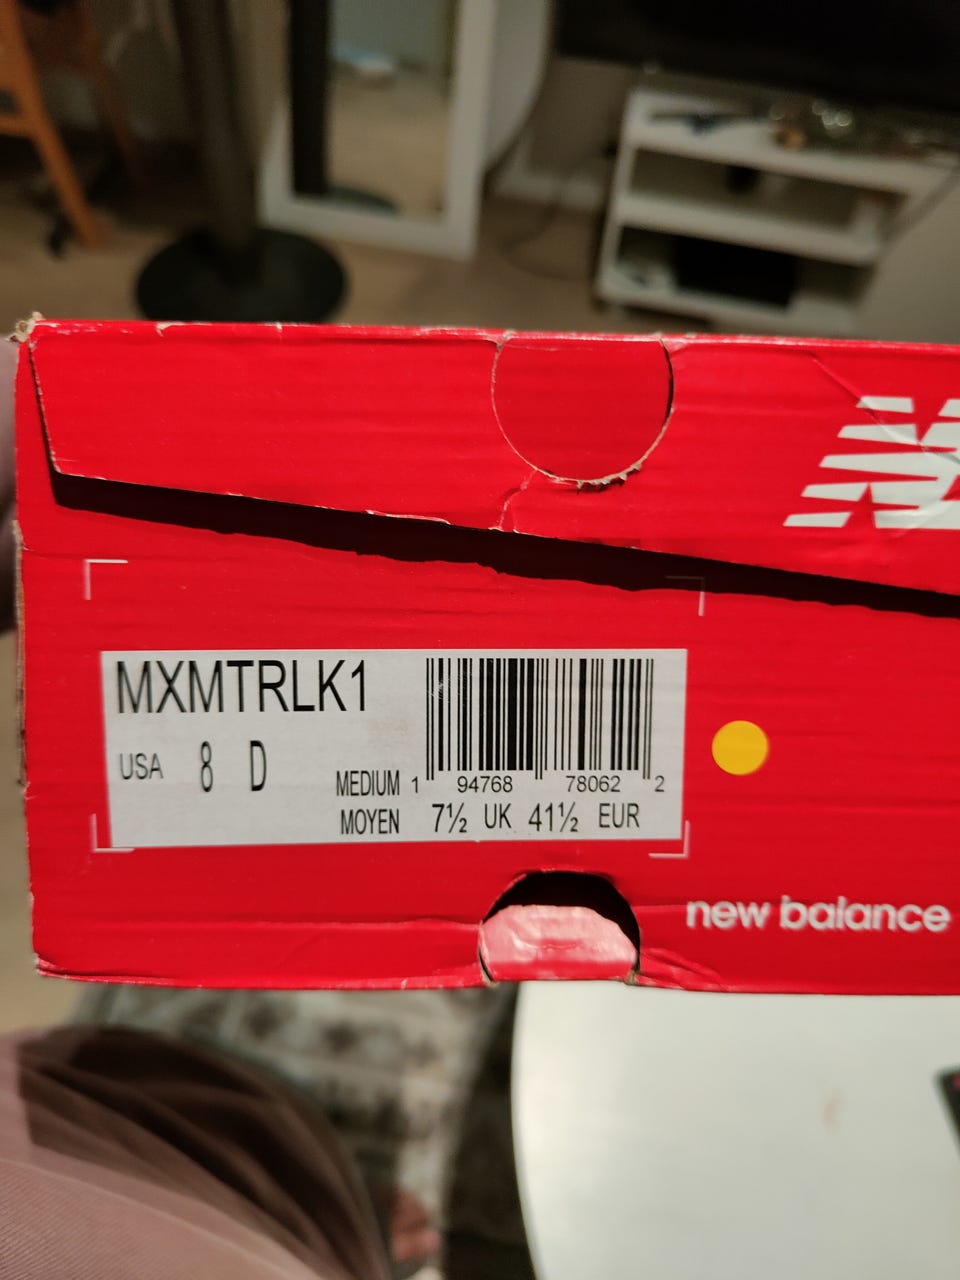 MXMTRLK1
USA 8 D
MEDIUM 1 94768 78062 2
MOYEN 7½ UK 41½ EUR
new balance